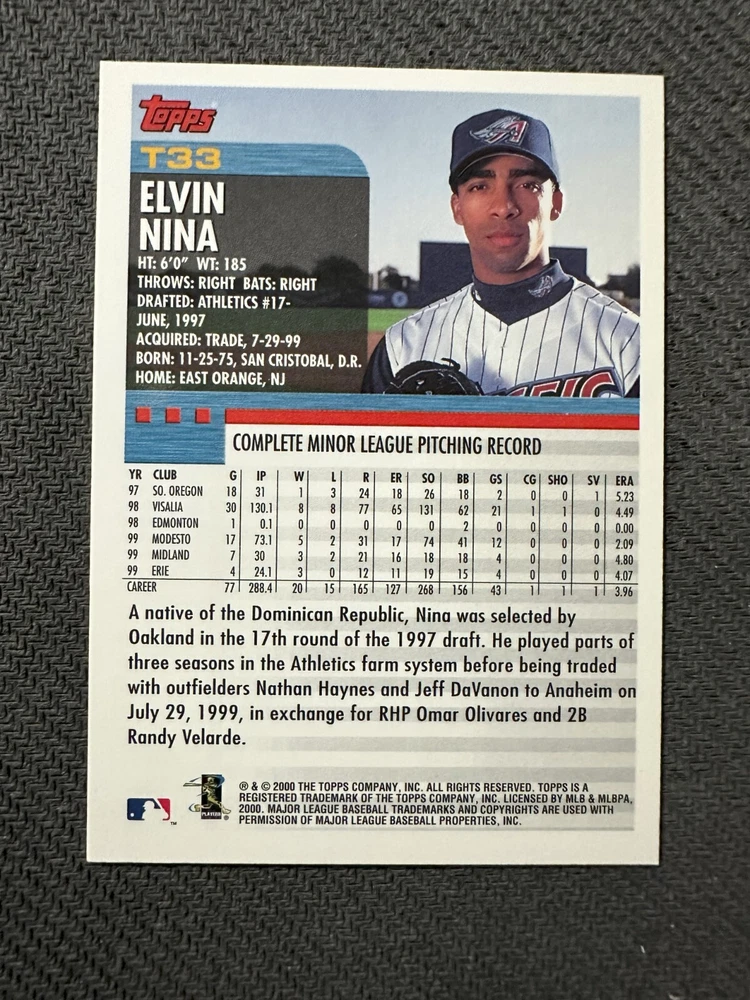 Topps
T33
ELVIN
NINA
HT: 6'0" WT: 185
THROWS: RIGHT BATS: RIGHT
DRAFTED: ATHLETICS #17-
JUNE, 1997
ACQUIRED: TRADE, 7-29-99
BORN: 11-25-75, SAN CRISTOBAL, D.R.
HOME: EAST ORANGE, NJ
COMPLETE MINOR LEAGUE PITCHING RECORD
YR CLUB G IP W L R ER SO BB GS CG SHO SV ERA
97 SO. OREGON 18 31 1 3 24 18 26 18 2 0 0 1 5.23
98 VISALIA 30 130.1 8 8 77 65 131 62 21 1 1 0 4.49
98 EDMONTON 1 0.1 0 0 0 0 0 2 0 0 0 0 0.00
99 MODESTO 17 73.1 5 2 31 17 74 41 12 0 0 0 2.09
99 MIDLAND 7 30 3 2 21 16 18 18 4 0 0 0 4.80
99 ERIE 4 24.1 3 0 12 11 19 15 4 0 0 0 4.07
CAREER 77 288.4 20 15 165 127 268 156 43 1 1 1 3.96
A native of the Dominican Republic, Nina was selected by
Oakland in the 17th round of the 1997 draft. He played parts of
three seasons in the Athletics farm system before being traded
with outfielders Nathan Haynes and Jeff DaVanon to Anaheim on
July 29, 1999, in exchange for RHP Omar Olivares and 2B
Randy Velarde.
® & © 2000 THE TOPPS COMPANY, INC. ALL RIGHTS RESERVED. TOPPS IS A
REGISTERED TRADEMARK OF THE TOPPS COMPANY, INC. LICENSED BY MLB & MLBPA,
2000. MAJOR LEAGUE BASEBALL TRADEMARKS AND COPYRIGHTS ARE USED WITH
PERMISSION OF MAJOR LEAGUE BASEBALL PROPERTIES, INC.